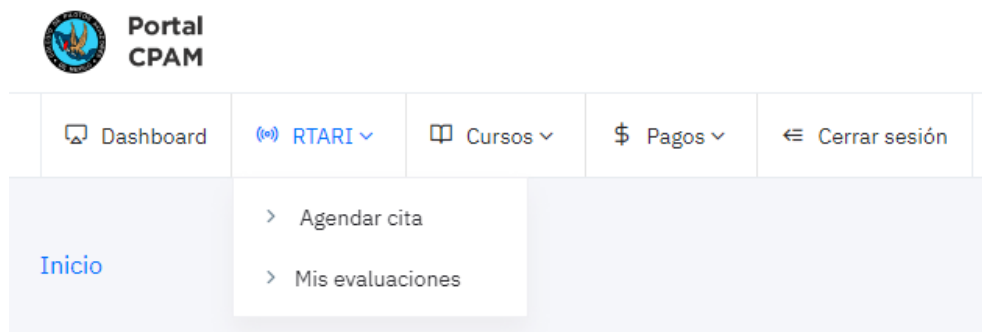 Portal
CPAM
Dashboard
RTARI
Cursos
$ Pagos
Cerrar sesión
Agendar cita
Inicio
Mis evaluaciones